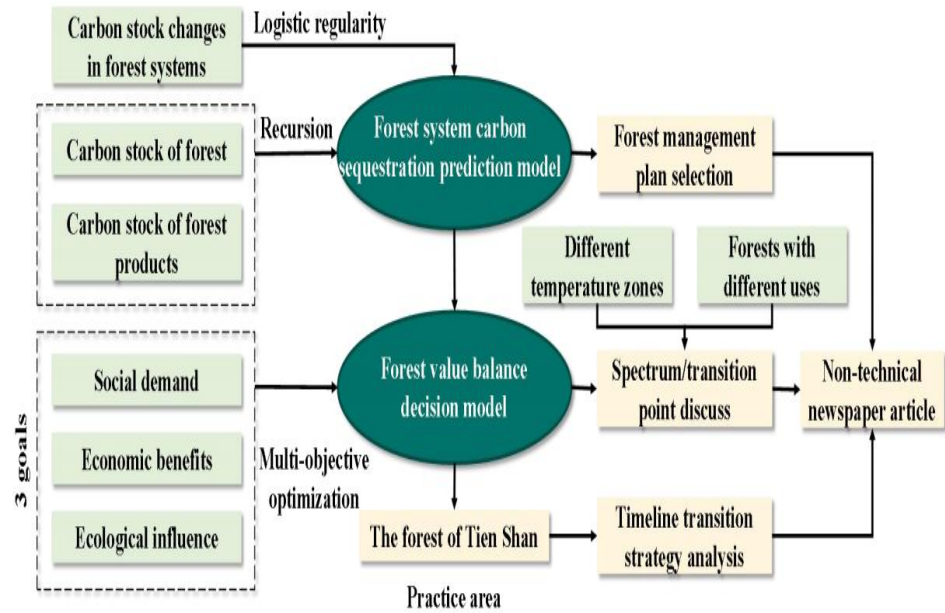 Carbon stock changes
in forest systems
Logistic regularity
Carbon stock of forest
Carbon stock of forest
products
Recursion
Forest system carbon
sequestration prediction model
Forest management
plan selection
Different
temperature zones
Forests with
different uses
3 goals
Social demand
Economic benefits
Ecological influence
Multi-objective
optimization
Forest value balance
decision model
Spectrum/transition
point discuss
Non-technical
newspaper article
The forest of Tien Shan
Practice area
Timeline transition
strategy analysis